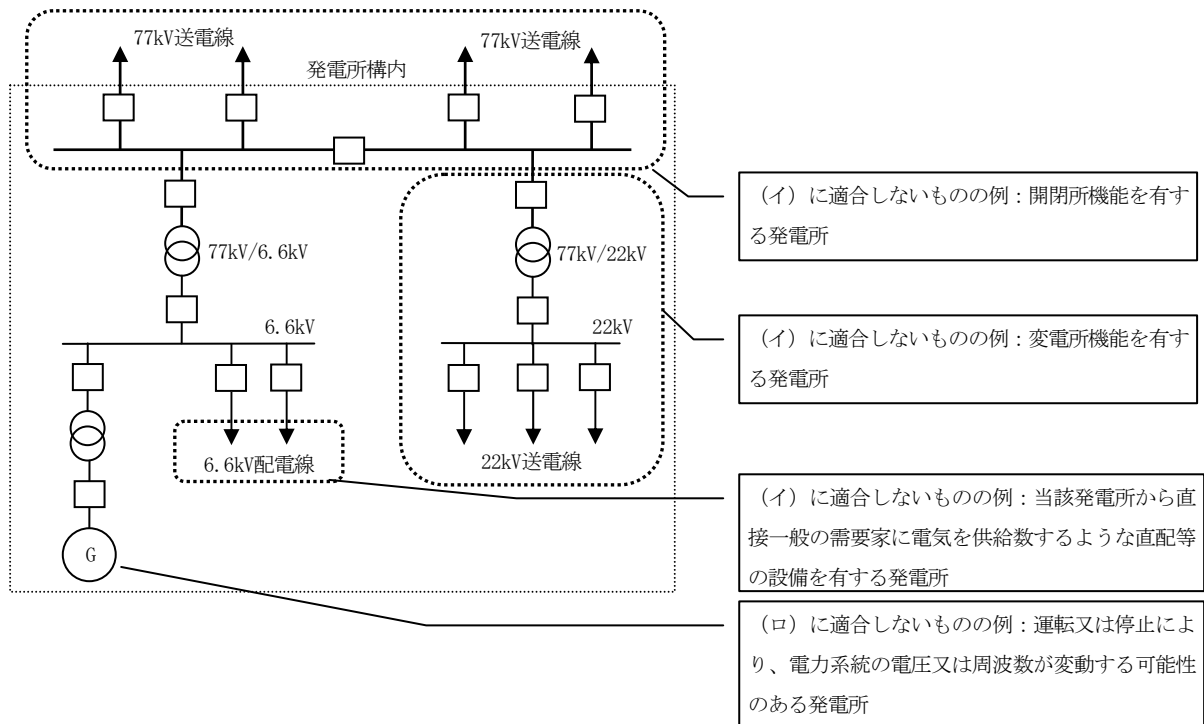 77kV送電線
77kV送電線
発電所構内
77kV/6.6kV
77kV/22kV
6.6kV
22kV
6.6kV配電線
22kV送電線
G
（イ）に適合しないものの例：開閉所機能を有す
る発電所
（イ）に適合しないものの例：変電所機能を有す
る発電所
（イ）に適合しないものの例：当該発電所から直
接一般の需要家に電気を供給数するような直配等
の設備を有する発電所
（ロ）に適合しないものの例：運転又は停止によ
り、電力系統の電圧又は周波数が変動する可能性
のある発電所